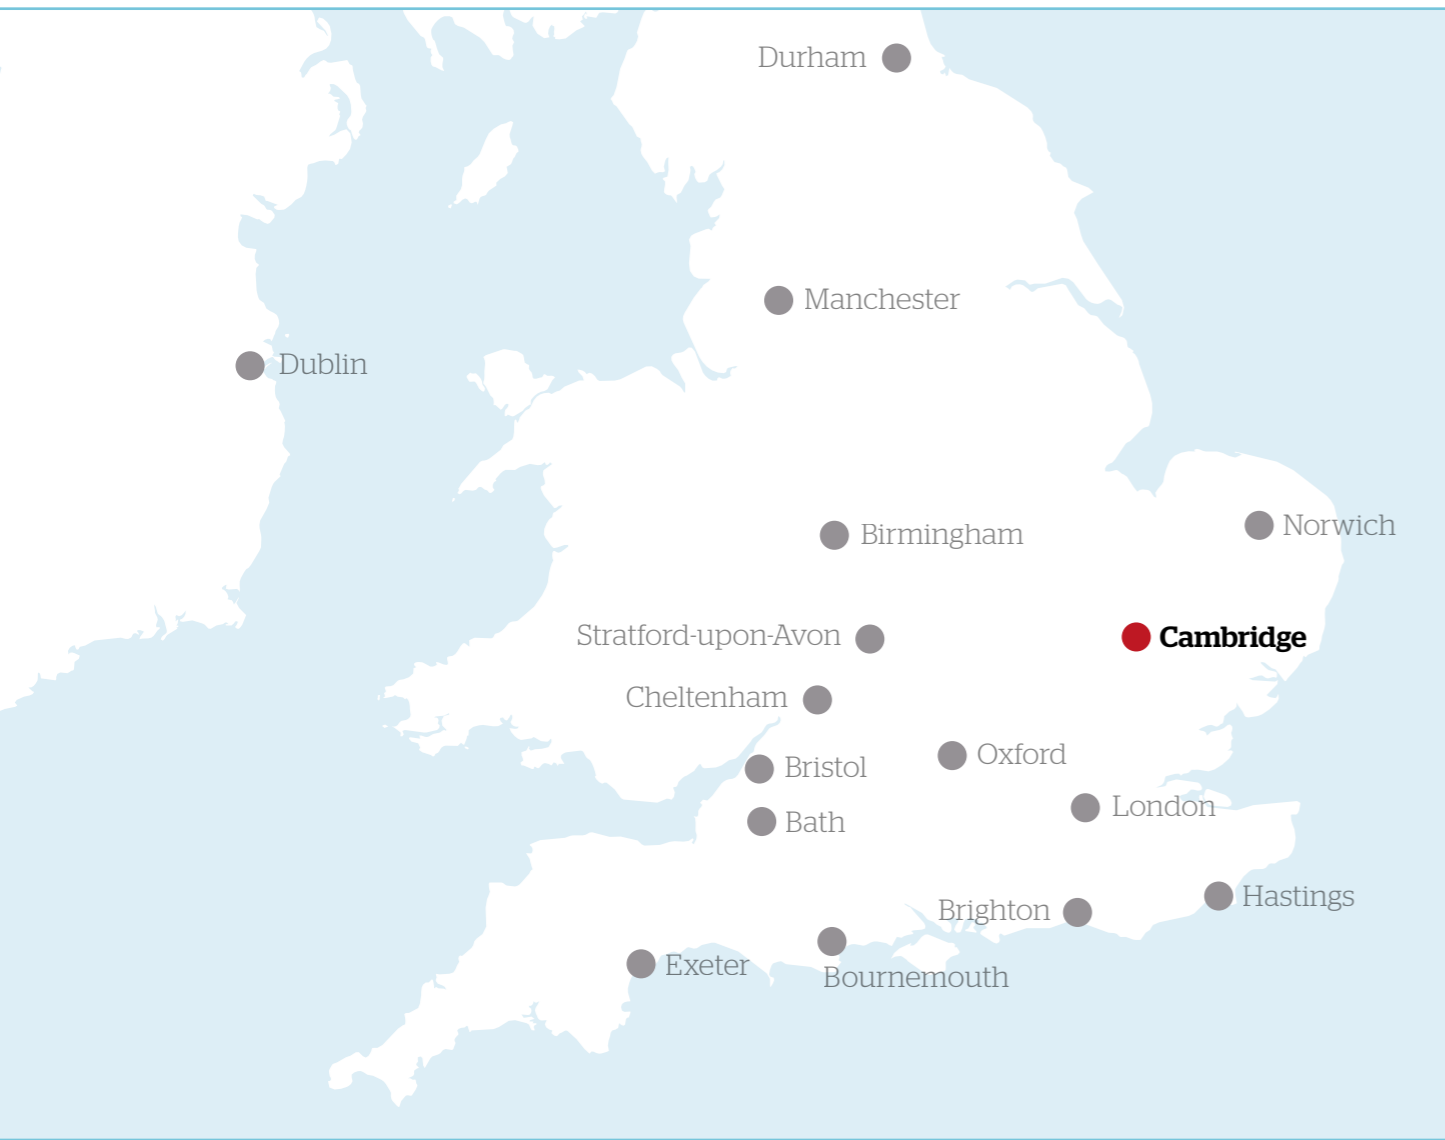 Durham
Manchester
Dublin
Norwich
Birmingham
Stratford-upon-Avon
Cambridge
Cheltenham
Oxford
Bristol
London
Bath
Hastings
Brighton
Exeter
Bournemouth